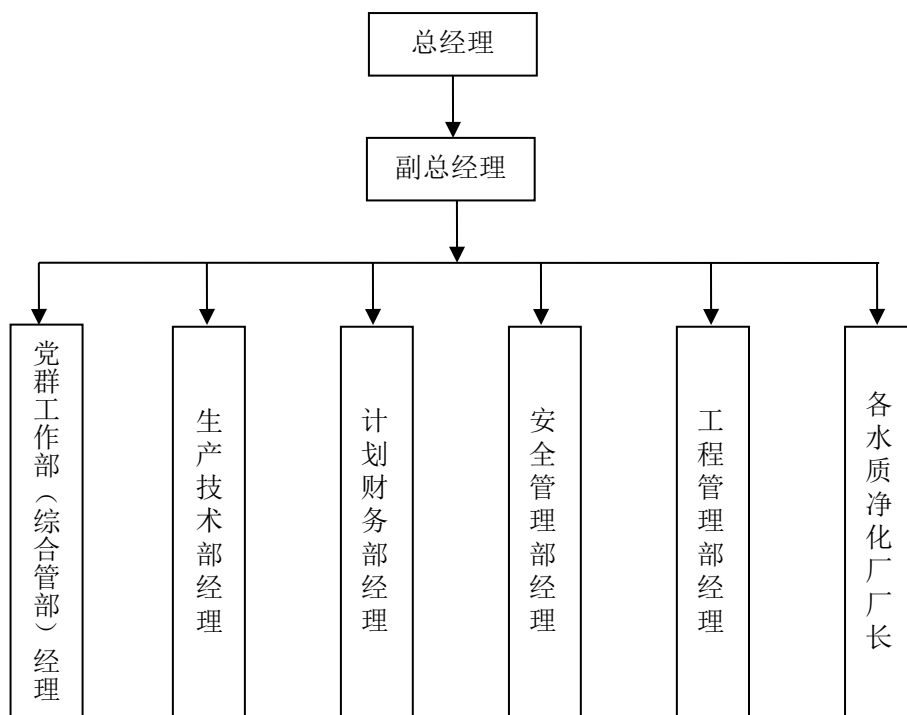 总经理
副总经理
党群工作部（综合管部）经理
生产技术部经理
计划财务部经理
安全管理部经理
工程管理部经理
各水质净化厂厂长